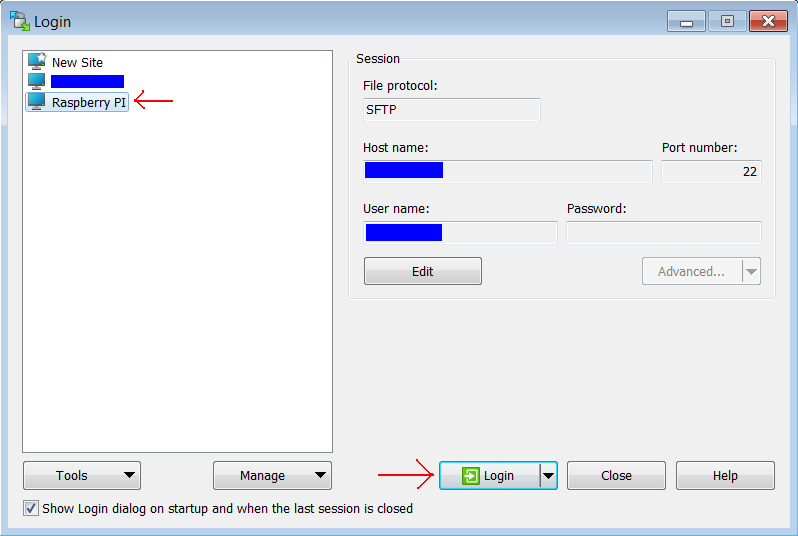 Login
New Site
Raspberry PI
Session
File protocol:
SFTP
Host name:
Port number:
22
User name:
Password:
Edit
Advanced...
Tools
Manage
Login
Close
Help
Show Login dialog on startup and when the last session is closed